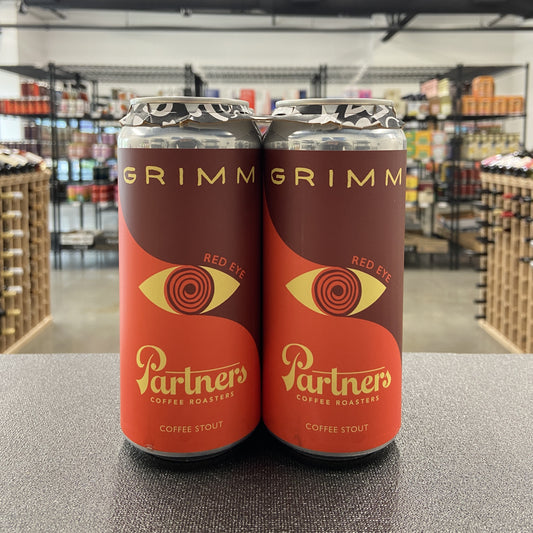 GRIMM
RED EYE
Partners
COFFEE ROASTERS
COFFEE STOUT
GRIMM
RED EYE
Partners
COFFEE ROASTERS
COFFEE STOUT